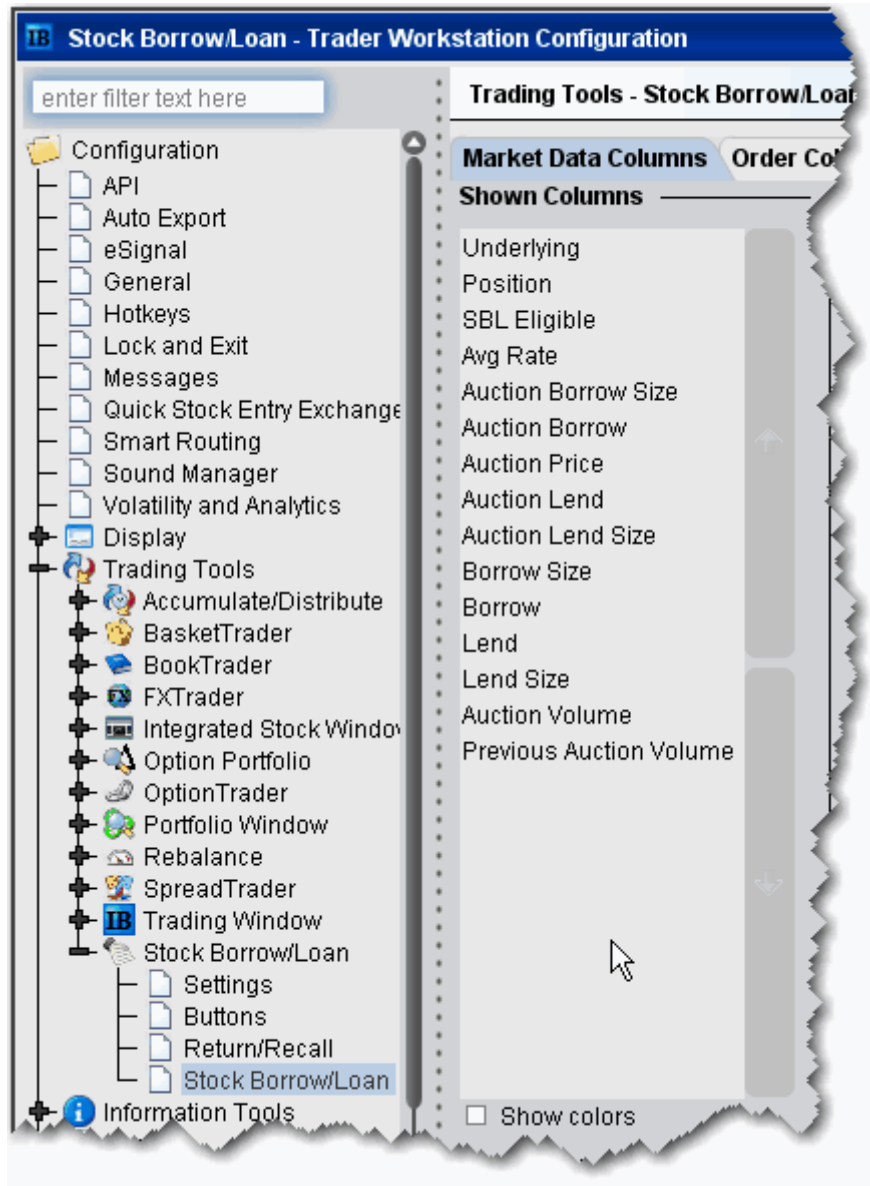 IB Stock Borrow/Loan - Trader Workstation Configuration
enter filter text here
Configuration
API
Auto Export
eSignal
General
Hotkeys
Lock and Exit
Messages
Quick Stock Entry Exchange
Smart Routing
Sound Manager
Volatility and Analytics
Display
Trading Tools
Accumulate/Distribute
BasketTrader
BookTrader
FX FXTrader
Integrated Stock Window
Option Portfolio
OptionTrader
Portfolio Window
Rebalance
SpreadTrader
IB Trading Window
Stock Borrow/Loan
Settings
Buttons
Return/Recall
Stock Borrow/Loan
Information Tools
Trading Tools - Stock Borrow/Loan
Market Data Columns Order Col
Shown Columns
Underlying
Position
SBL Eligible
Avg Rate
Auction Borrow Size
Auction Borrow
Auction Price
Auction Lend
Auction Lend Size
Borrow Size
Borrow
Lend
Lend Size
Auction Volume
Previous Auction Volume
Show colors